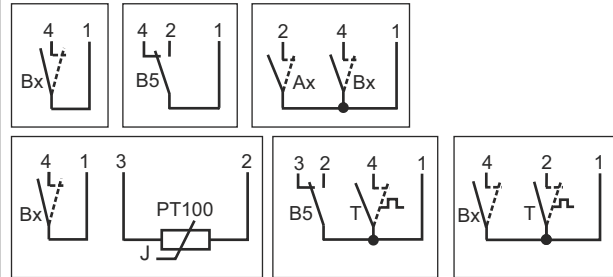 4 1
Bx
4 2 1
B5
2 4 1
Ax Bx
4 1 3 2
Bx PT100
J
3 2 4 1
B5 T
4 2 1
Bx T